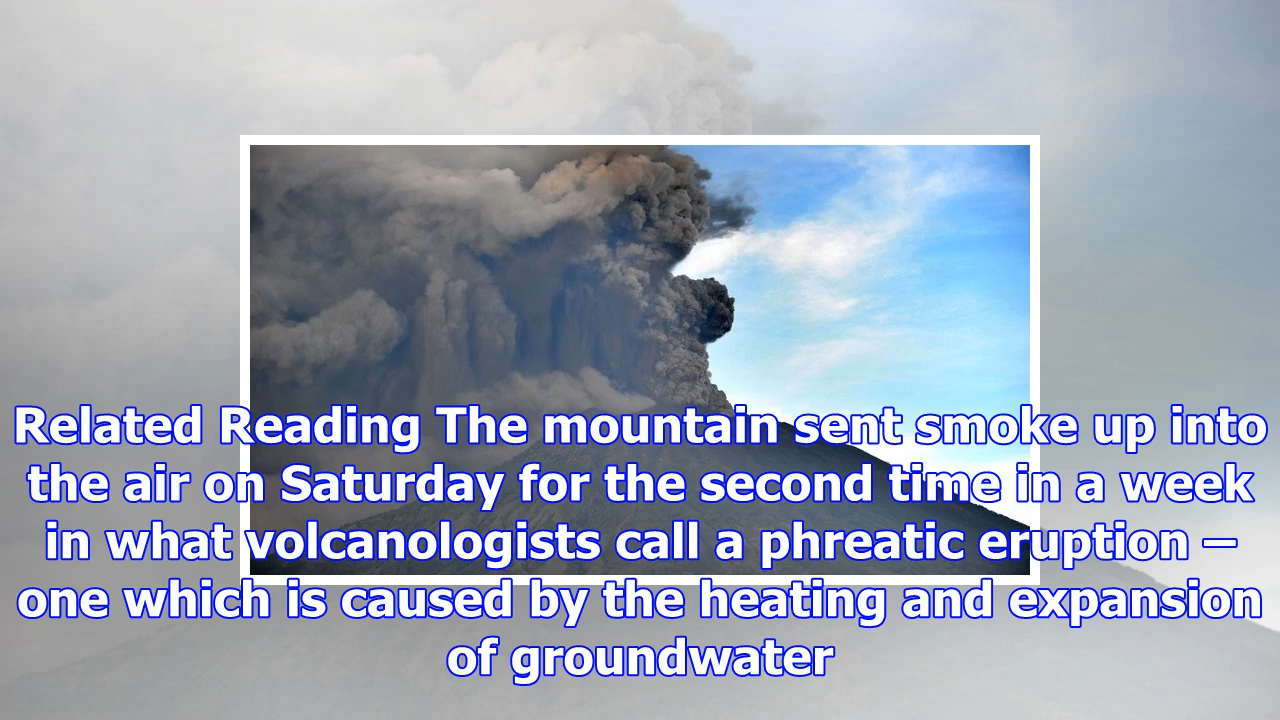 Related Reading The mountain sent smoke up into
the air on Saturday for the second time in a week
in what volcanologists call a phreatic eruption –
one which is caused by the heating and expansion
of groundwater